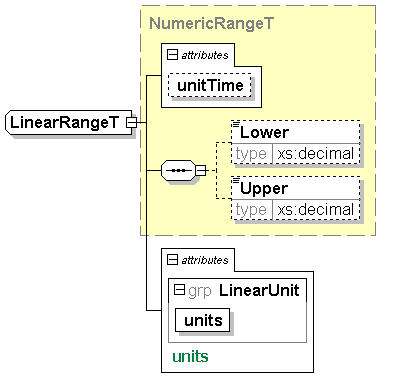 NumericRangeT
attributes
unitTime
LinearRangeT
Lower
type xs:decimal
Upper
type xs:decimal
attributes
grp LinearUnit
units
units